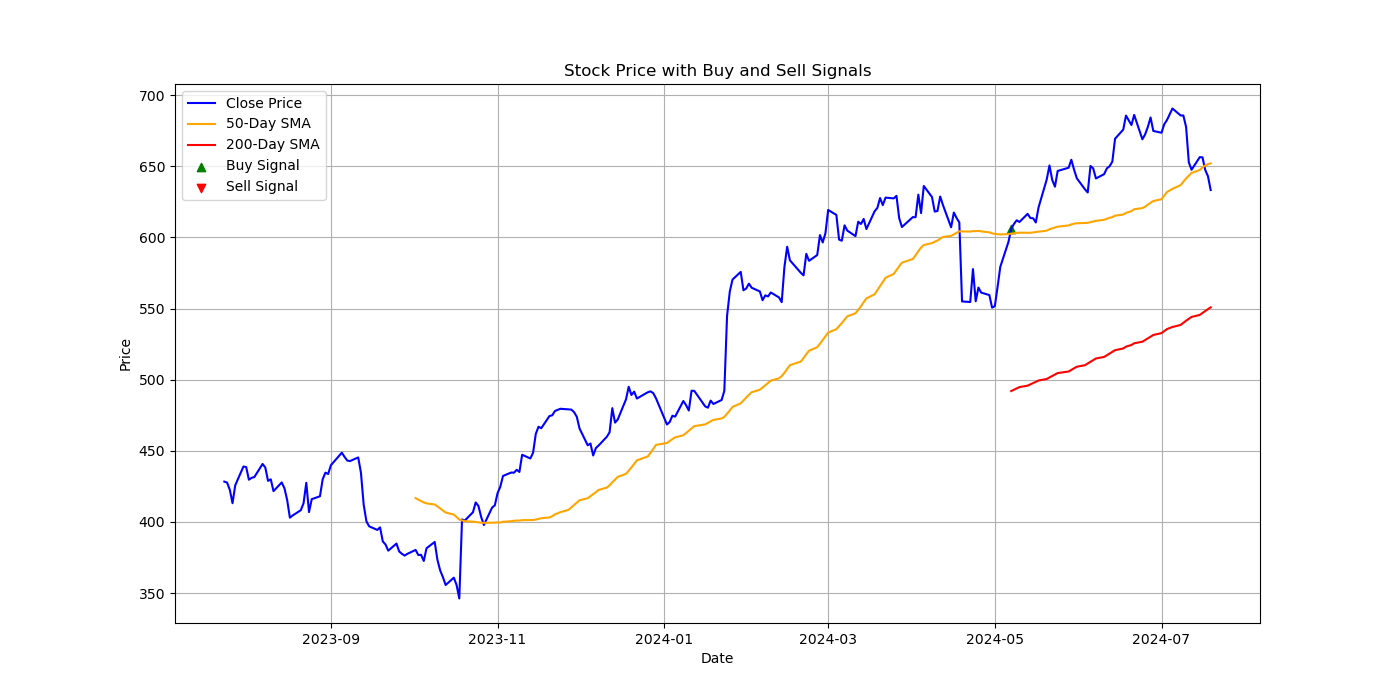 Stock Price with Buy and Sell Signals
700
650
600
550
500
450
400
350
Price
Close Price
50-Day SMA
200-Day SMA
Buy Signal
Sell Signal
2023-09
2023-11
2024-01
2024-03
2024-05
2024-07
Date